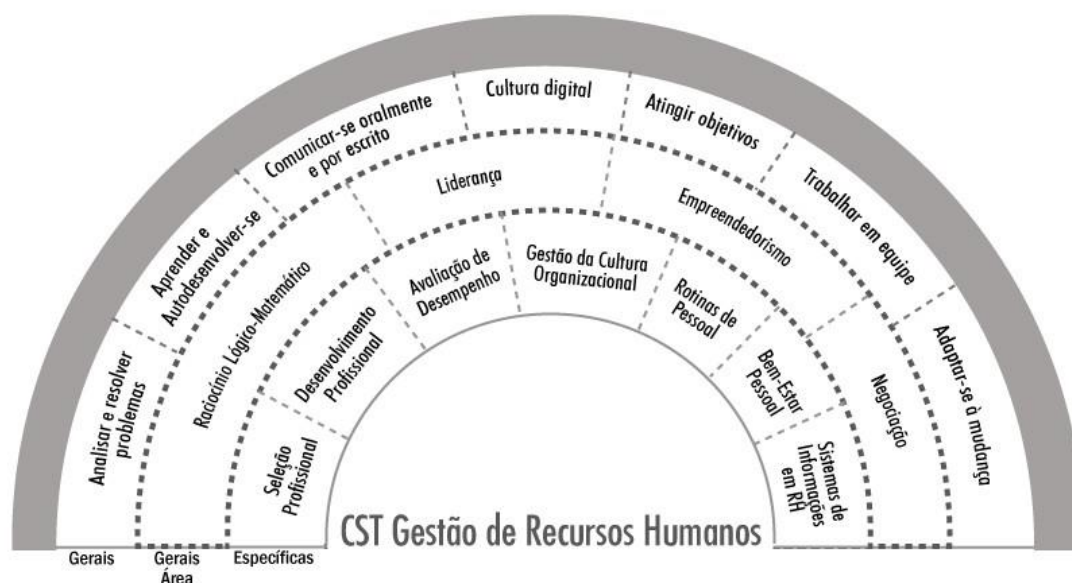 Analisar e resolver
problemas
Aprender e
Autodesenvolver-se
Comunicar-se oralmente
e por escrito
Cultura digital
Atingir objetivos
Trabalhar em equipe
Adaptar-se à mudança
Raciocínio Lógico-Matemático
Liderança
Empreendedorismo
Negociação
Seleção
Profissional
Desenvolvimento
Profissional
Avaliação de
Desempenho
Gestão da Cultura
Organizacional
Rotinas de
Pessoal
Bem-Estar
Pessoal
Sistemas de
Informações
em RH
CST Gestão de Recursos Humanos
Gerais
Gerais
Área
Específicas